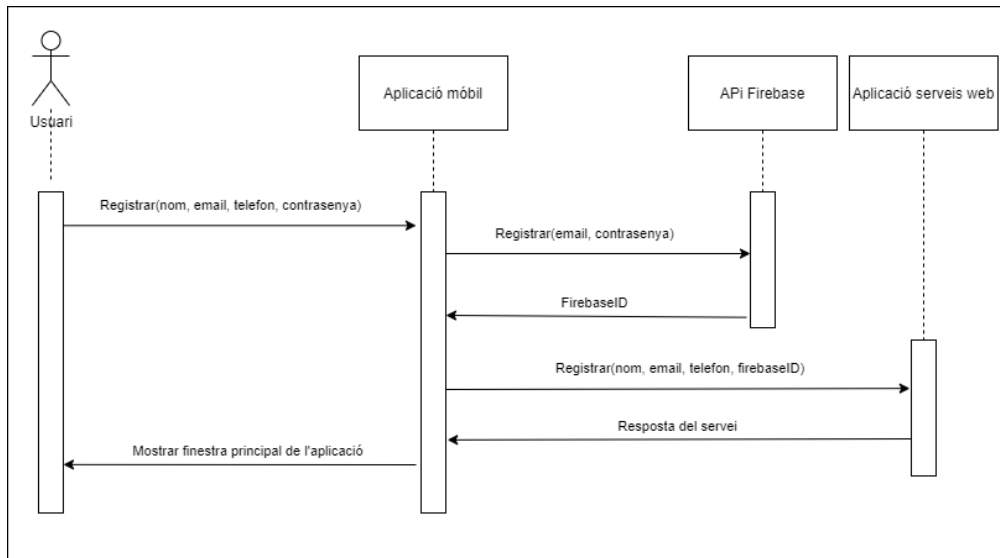 Usuari
Aplicació móbil
APi Firebase
Aplicació serveis web
Registrar(nom, email, telefon, contrasenya)
Registrar(email, contrasenya)
FirebaseID
Registrar(nom, email, telefon, firebaseID)
Resposta del servei
Mostrar finestra principal de l'aplicació